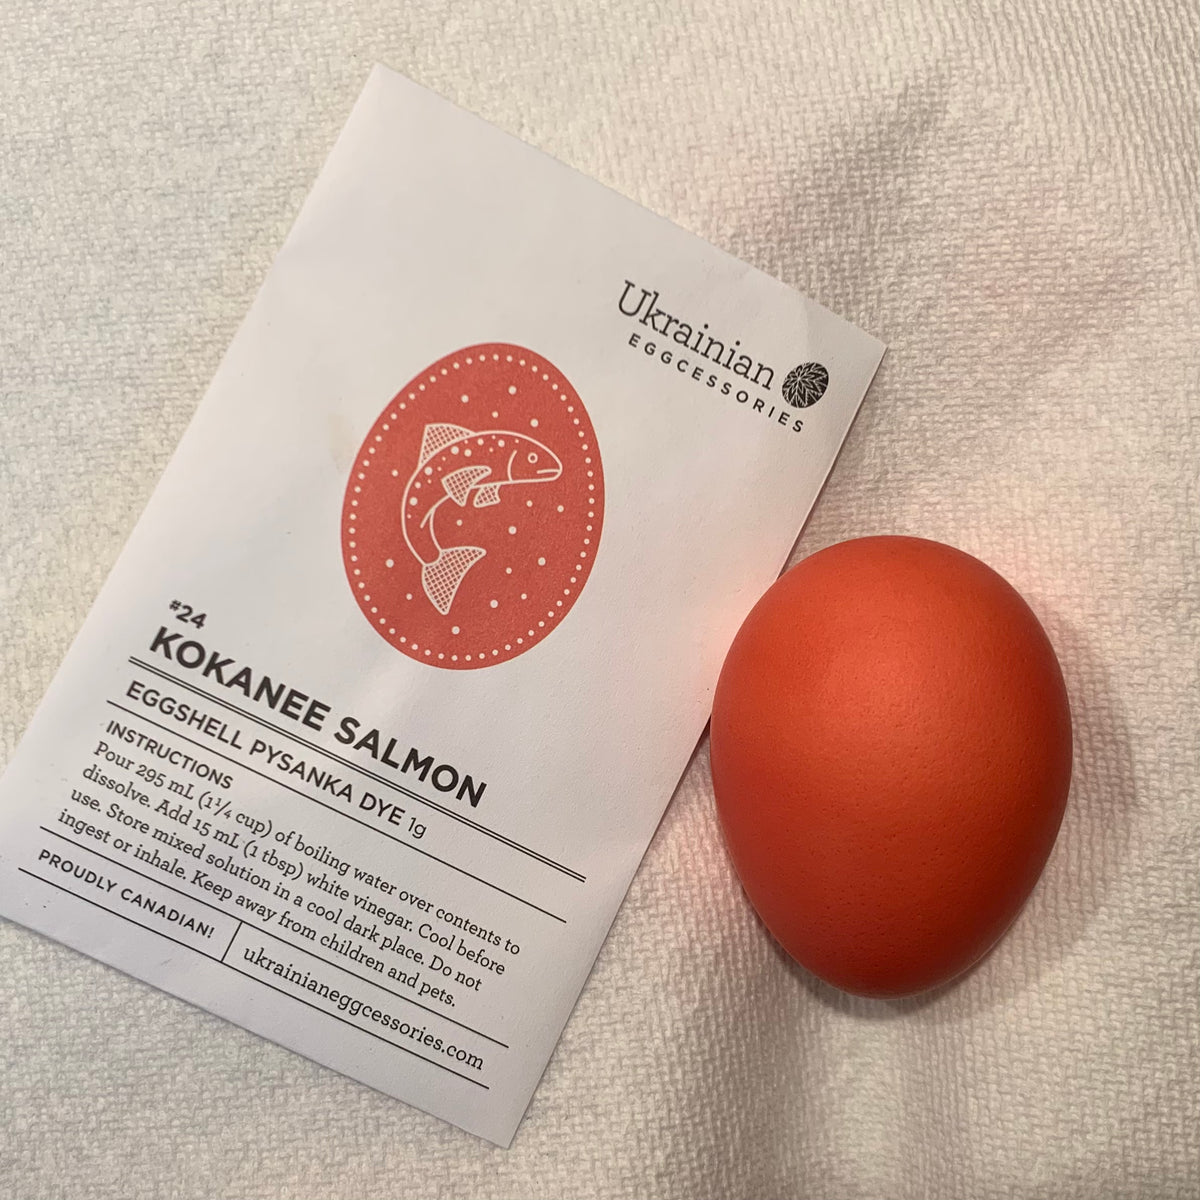 Ukrainian
EGGCESSORIES
#24
KOKANEE SALMON
EGGSHELL PYSANKA DYE 1g
INSTRUCTIONS
Pour 295 mL (1¼ cup) of boiling water over contents to
dissolve. Add 15 mL (1 tbsp) white vinegar. Cool before
use. Store mixed solution in a cool dark place. Do not
ingest or inhale. Keep away from children and pets.
PROUDLY CANADIAN!
ukrainianeggcessories.com